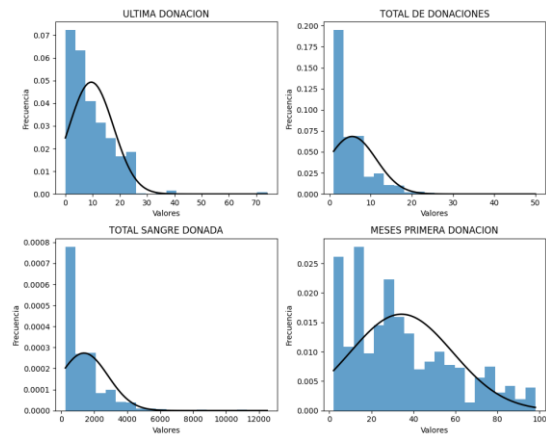 ULTIMA DONACION
0.07
0.06
0.05
0.04
0.03
0.02
0.01
0.00
Frecuencia
0 10 20 30 40 50 60 70
Valores
TOTAL DE DONACIONES
0.200
0.175
0.150
0.125
0.100
0.075
0.050
0.025
0.000
Frecuencia
0 10 20 30 40 50
Valores
TOTAL SANGRE DONADA
0.0008
0.0007
0.0006
0.0005
0.0004
0.0003
0.0002
0.0001
0.0000
Frecuencia
0 2000 4000 6000 8000 10000 12000
Valores
MESES PRIMERA DONACION
0.025
0.020
0.015
0.010
0.005
0.000
Frecuencia
0 20 40 60 80 100
Valores